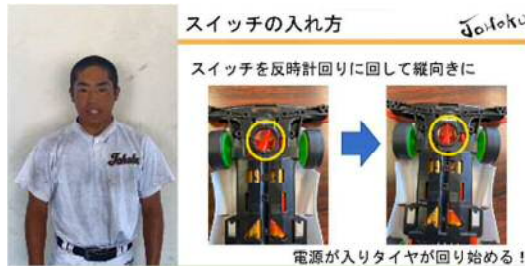 スイッチの入れ方
Johoku
スイッチを反時計回りに回して縦向きに
Johoku
電源が入りタイヤが回り始める！